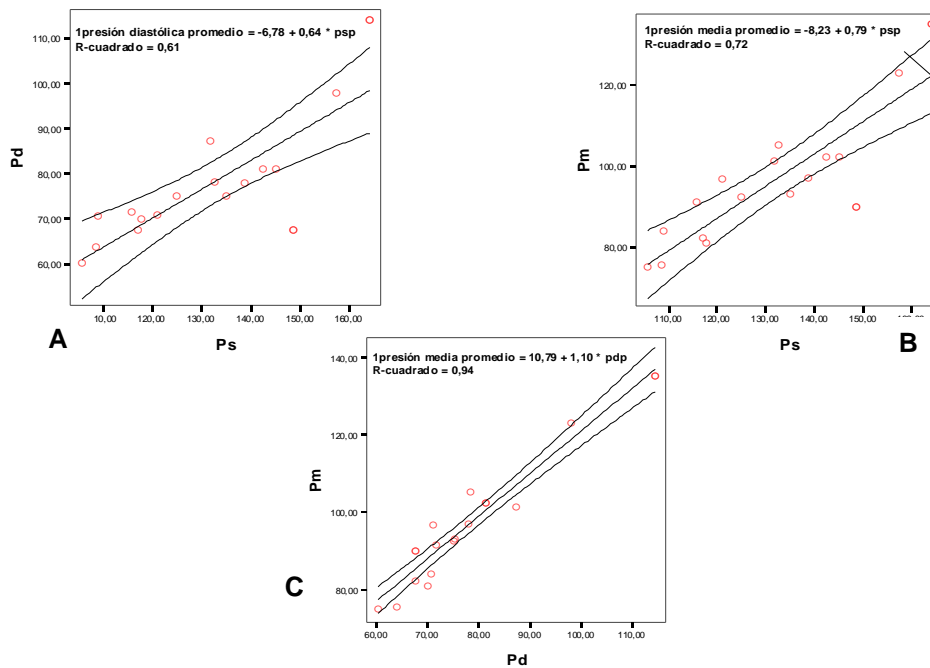 1presión diastólica promedio = -6,78 + 0,64 * psp
R-cuadrado = 0,61
110,00
100,00
90,00
80,00
70,00
60,00
Pd
10,00 120,00 130,00 140,00 150,00 160,00
Ps
A
1presión media promedio = -8,23 + 0,79 * psp
R-cuadrado = 0,72
120,00
100,00
80,00
Pm
110,00 120,00 130,00 140,00 150,00 160,00
Ps
B
1presión media promedio = 10,79 + 1,10 * pdp
R-cuadrado = 0,94
140,00
120,00
100,00
80,00
Pm
60,00 70,00 80,00 90,00 100,00 110,00
Pd
C